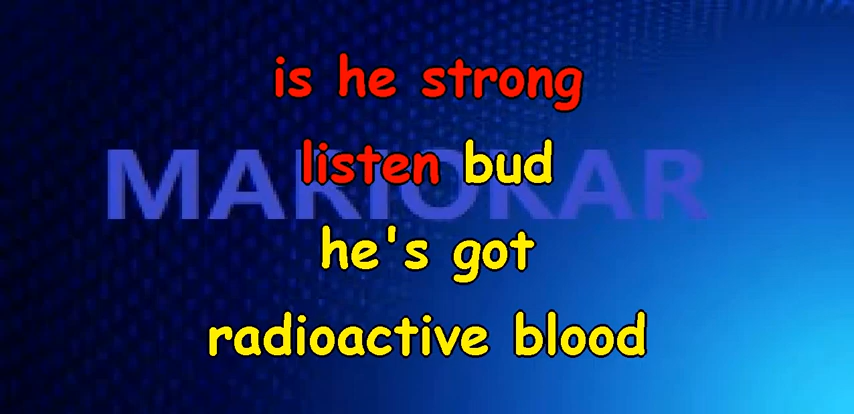 is he strong
MARIOKAR
listen bud
he's got
radioactive blood